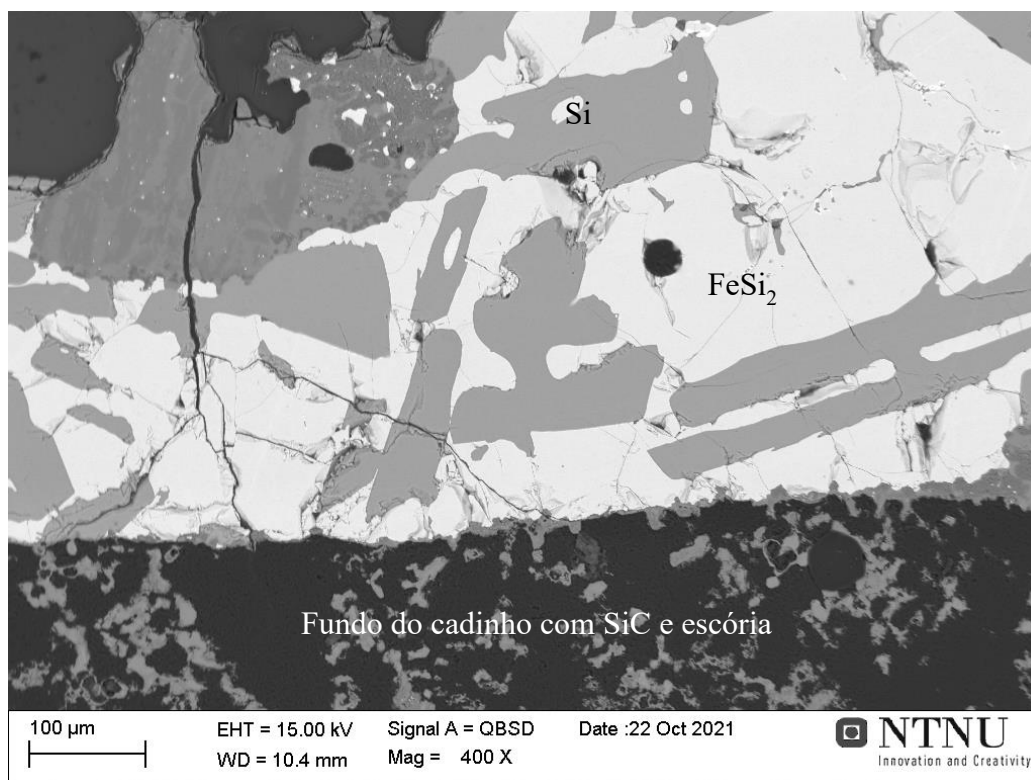 Si
FeSi₂
Fundo do cadinho com SiC e escória
100 µm
EHT = 15.00 kV
Signal A = QBSD
Date :22 Oct 2021
WD = 10.4 mm
Mag = 400 X
NTNU
Innovation and Creativity